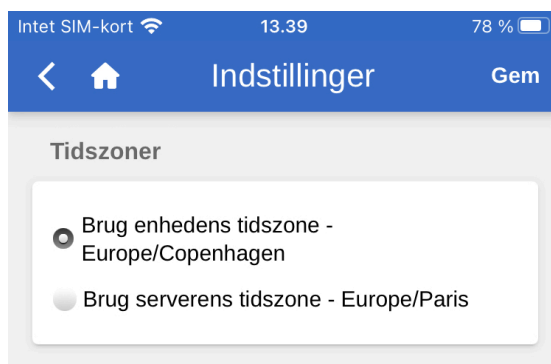 Intet SIM-kort 13.39 78 %
Indstillinger Gem
Tidszoner
Brug enhedens tidszone -
Europe/Copenhagen
Brug serverens tidszone - Europe/Paris